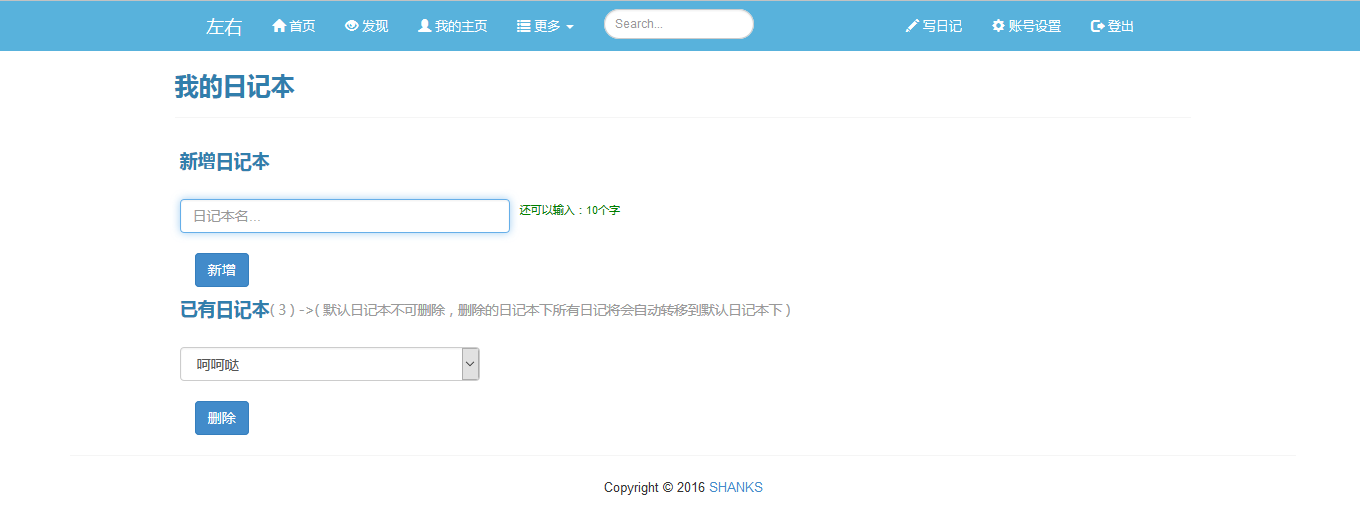 左右 首页 发现 我的主页 更多 Search... 写日记 账号设置 登出
我的日记本
新增日记本
日记本名... 还可以输入：10个字
新增
已有日记本( 3 ) ->( 默认日记本不可删除，删除的日记本下所有日记将会自动转移到默认日记本下 )
呵呵哒
删除
Copyright © 2016 SHANKS